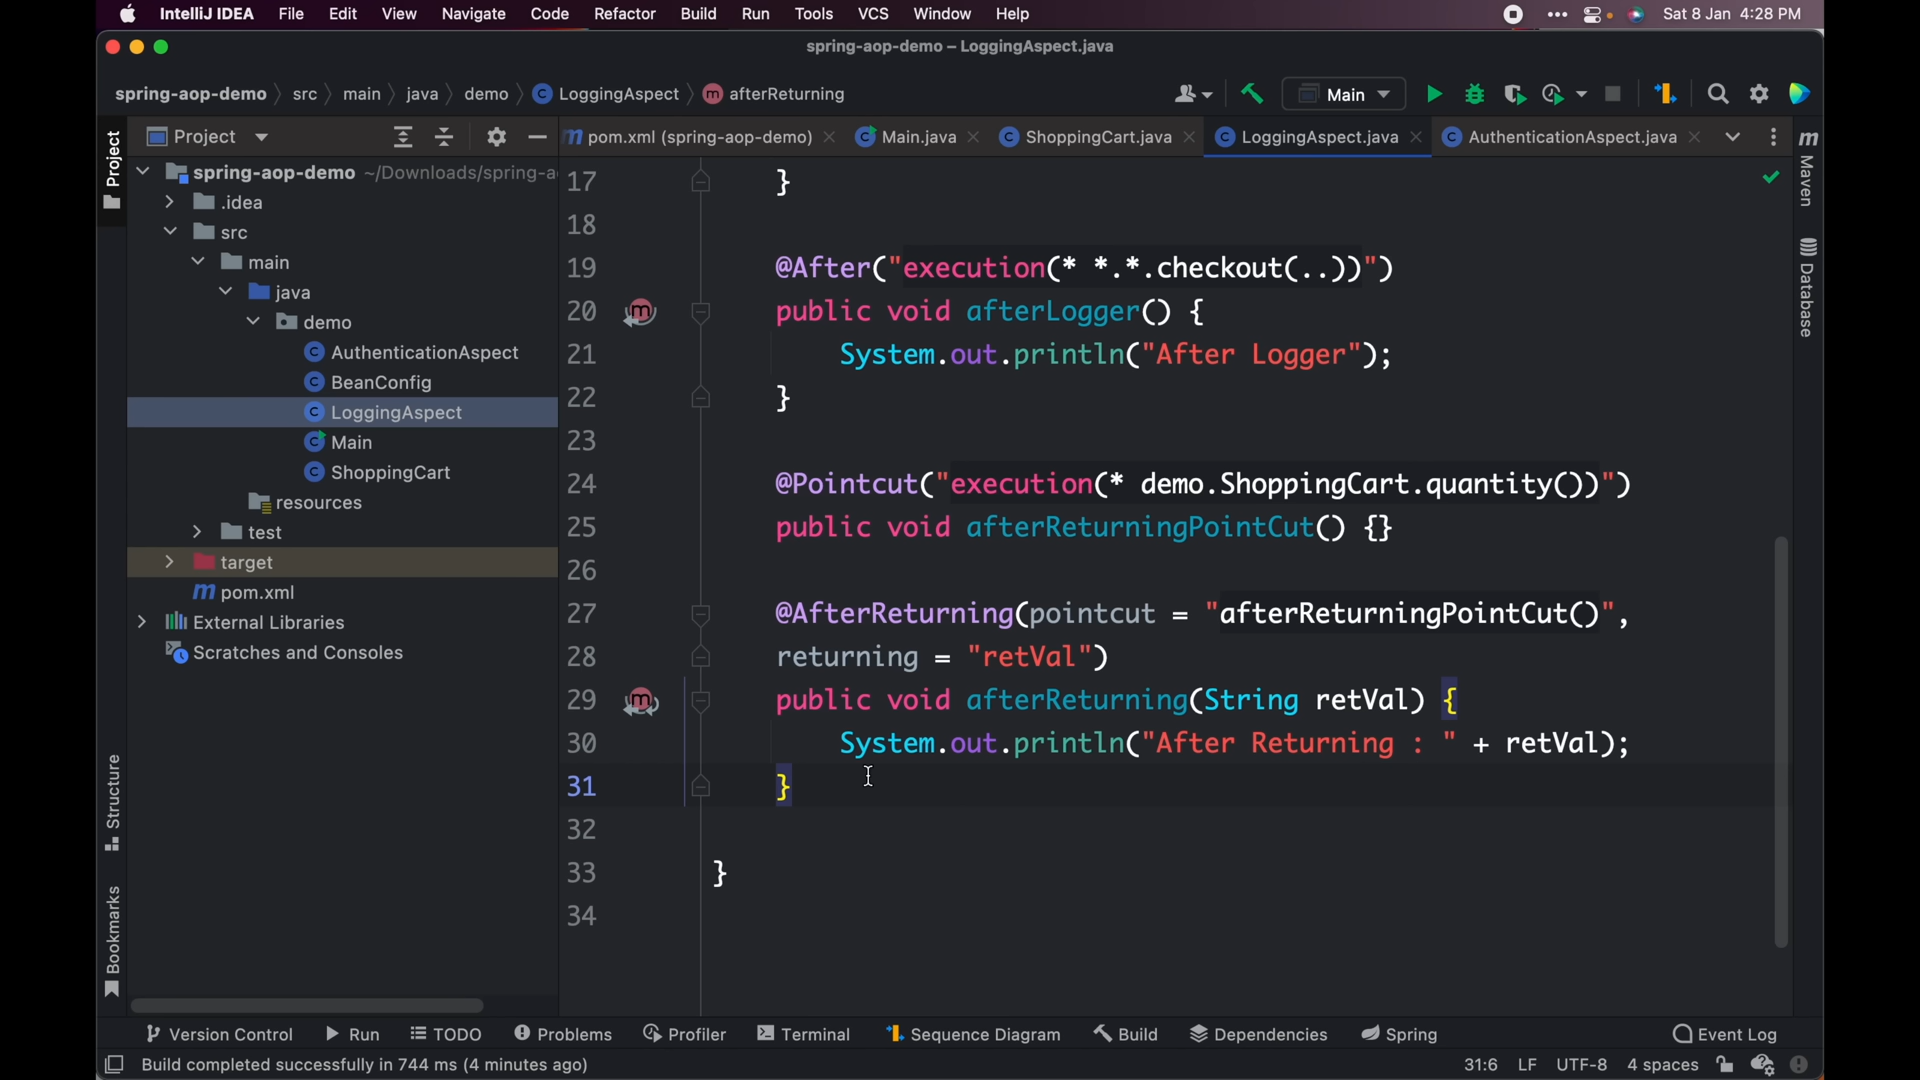 IntelliJ IDEA File Edit View Navigate Code Refactor Build Run Tools VCS Window Help Sat 8 Jan 4:28 PM
spring-aop-demo – LoggingAspect.java
spring-aop-demo src main java demo LoggingAspect afterReturning Main
Project pom.xml (spring-aop-demo) Main.java ShoppingCart.java LoggingAspect.java AuthenticationAspect.java
Project
Structure
Bookmarks
spring-aop-demo ~/Downloads/spring-a
.idea
src
main
java
demo
AuthenticationAspect
BeanConfig
LoggingAspect
Main
ShoppingCart
resources
test
target
pom.xml
External Libraries
Scratches and Consoles
17 }
18
19 @After("execution(* *.*.checkout(..))")
20 public void afterLogger() {
21 System.out.println("After Logger");
22 }
23
24 @Pointcut("execution(* demo.ShoppingCart.quantity())")
25 public void afterReturningPointCut() {}
26
27 @AfterReturning(pointcut = "afterReturningPointCut()",
28 returning = "retVal")
29 public void afterReturning(String retVal) {
30 System.out.println("After Returning : " + retVal);
31 }
32
33 }
34
Maven
Database
Version Control Run TODO Problems Profiler Terminal Sequence Diagram Build Dependencies Spring Event Log
Build completed successfully in 744 ms (4 minutes ago) 31:6 LF UTF-8 4 spaces